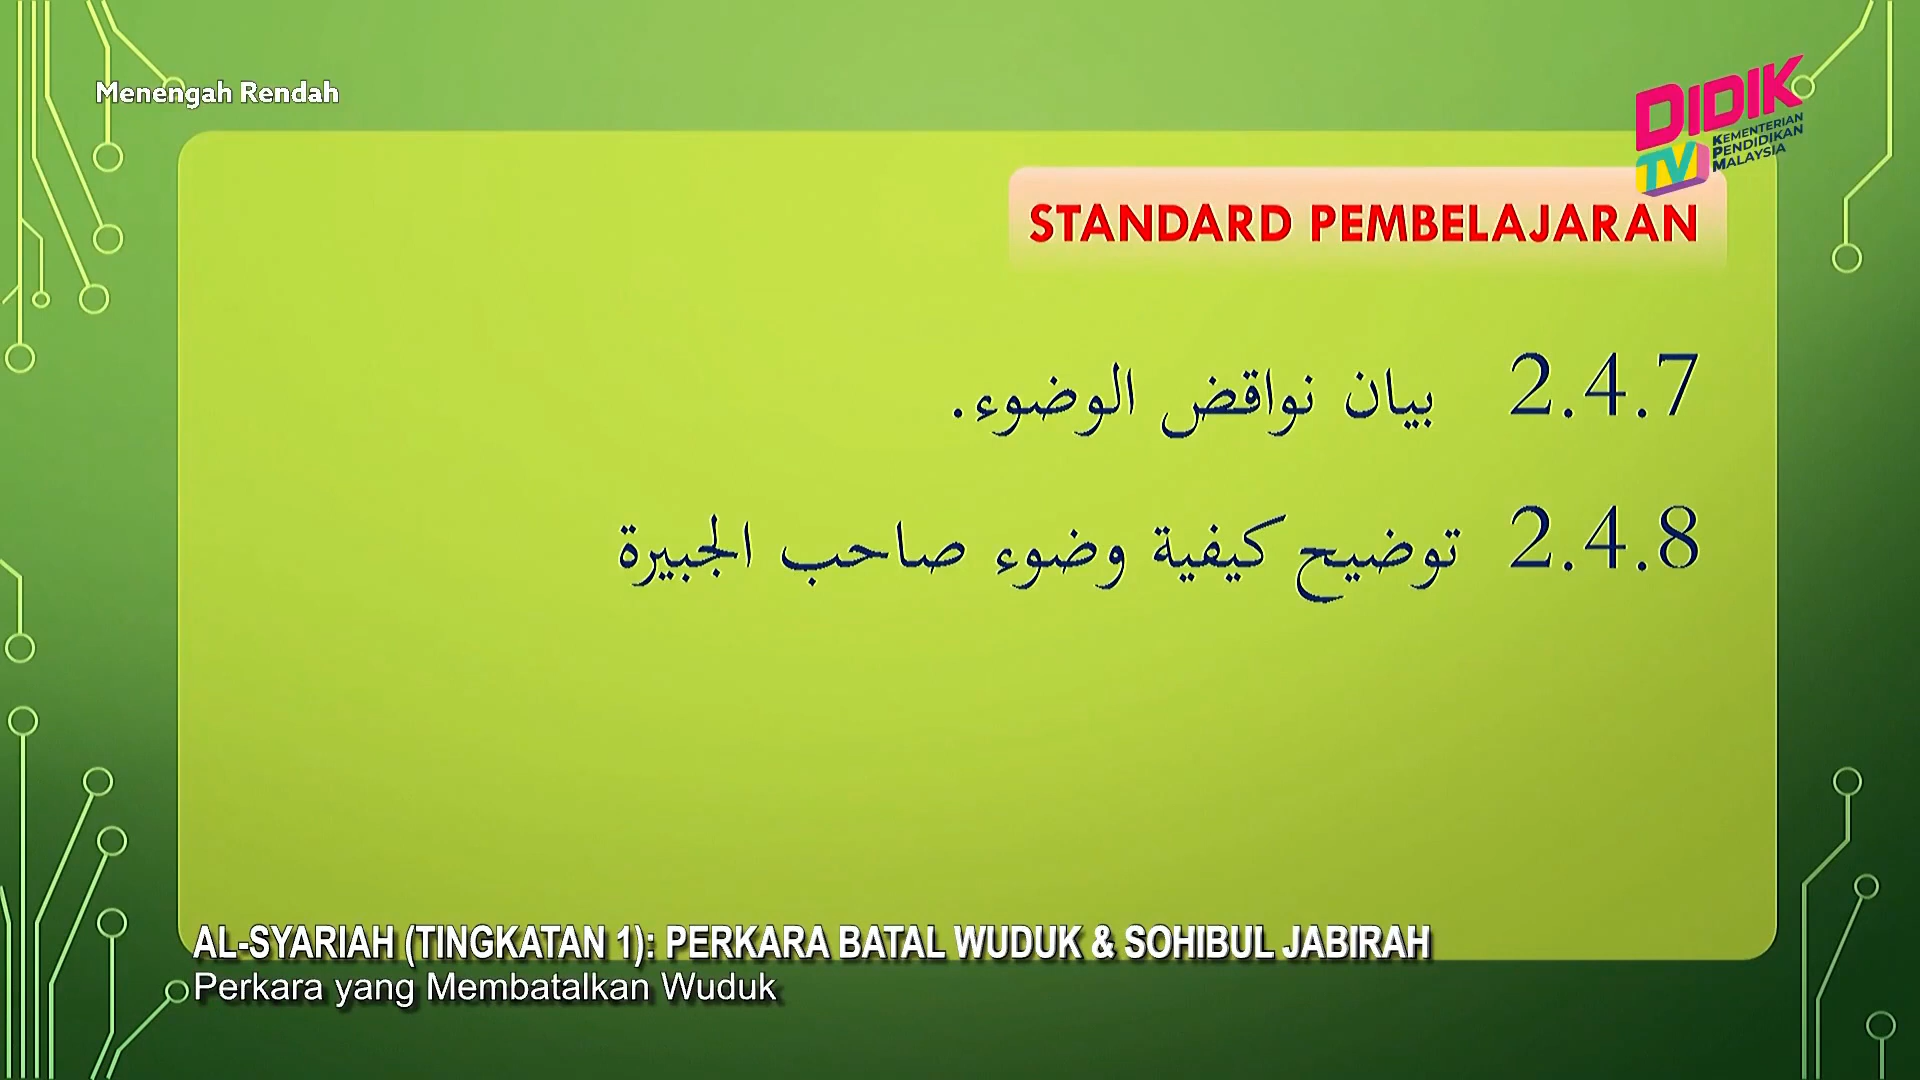 Menengah Rendah
DIDIK
TV
KEMENTERIAN
PENDIDIKAN
MALAYSIA
STANDARD PEMBELAJARAN
2.4.7 بيان نواقض الوضوء.
2.4.8 توضيح كيفية وضوء صاحب الجبيرة
AL-SYARIAH (TINGKATAN 1): PERKARA BATAL WUDUK & SOHIBUL JABIRAH
Perkara yang Membatalkan Wuduk